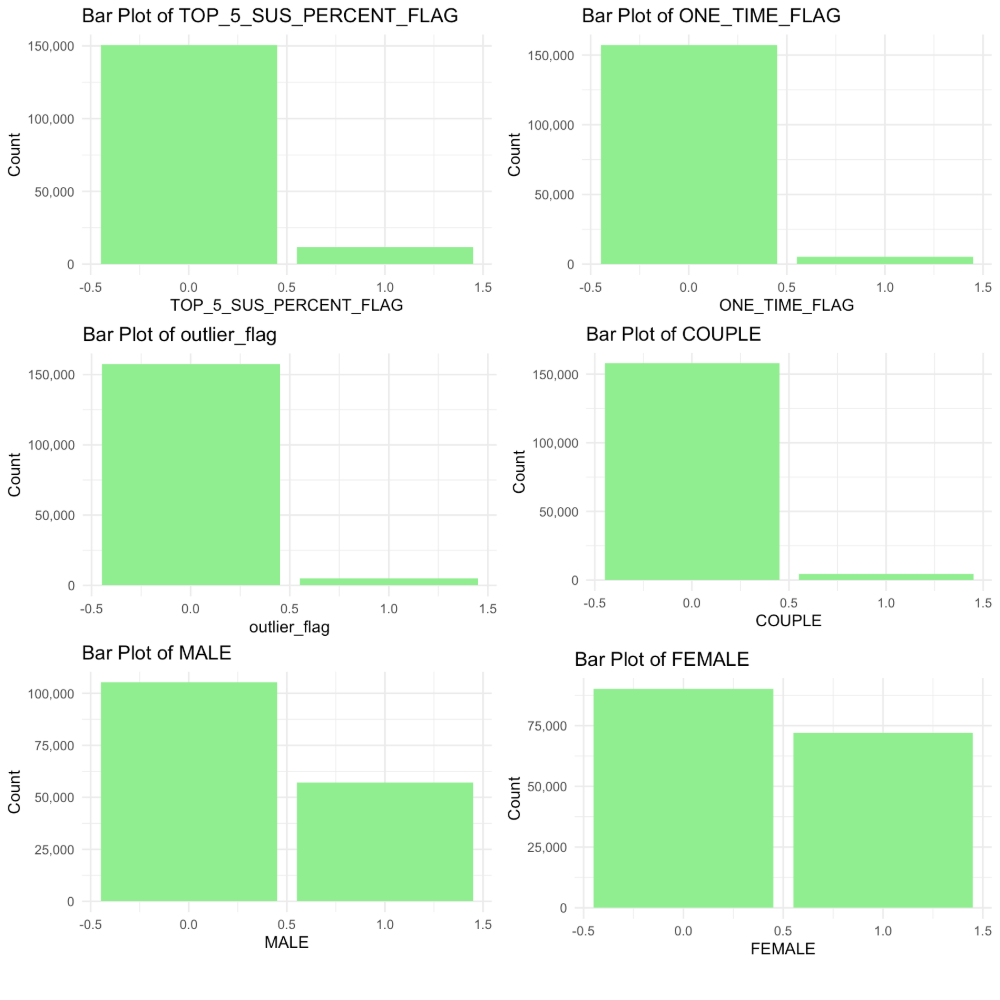 Bar Plot of TOP_5_SUS_PERCENT_FLAG
150,000
100,000
50,000
0
Count
-0.5 0.0 0.5 1.0 1.5
TOP_5_SUS_PERCENT_FLAG
Bar Plot of ONE_TIME_FLAG
150,000
100,000
50,000
0
Count
-0.5 0.0 0.5 1.0 1.5
ONE_TIME_FLAG
Bar Plot of outlier_flag
150,000
100,000
50,000
0
Count
-0.5 0.0 0.5 1.0 1.5
outlier_flag
Bar Plot of COUPLE
150,000
100,000
50,000
0
Count
-0.5 0.0 0.5 1.0 1.5
COUPLE
Bar Plot of MALE
100,000
75,000
50,000
25,000
0
Count
-0.5 0.0 0.5 1.0 1.5
MALE
Bar Plot of FEMALE
75,000
50,000
25,000
0
Count
-0.5 0.0 0.5 1.0 1.5
FEMALE